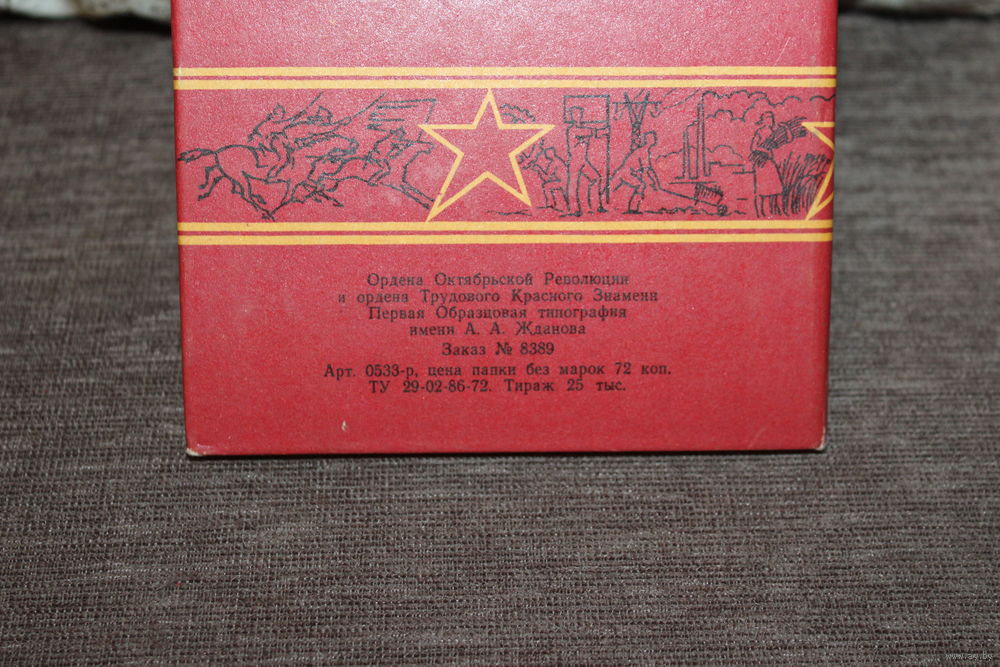 Ордена Октябрьской Революции
и ордена Трудового Красного Знамени
Первая Образцовая типография
имени А. А. Жданова
Заказ № 8389
Арт. 0533-р, цена папки без марок 72 коп.
ТУ 29-02-86-72. Тираж 25 тыс.